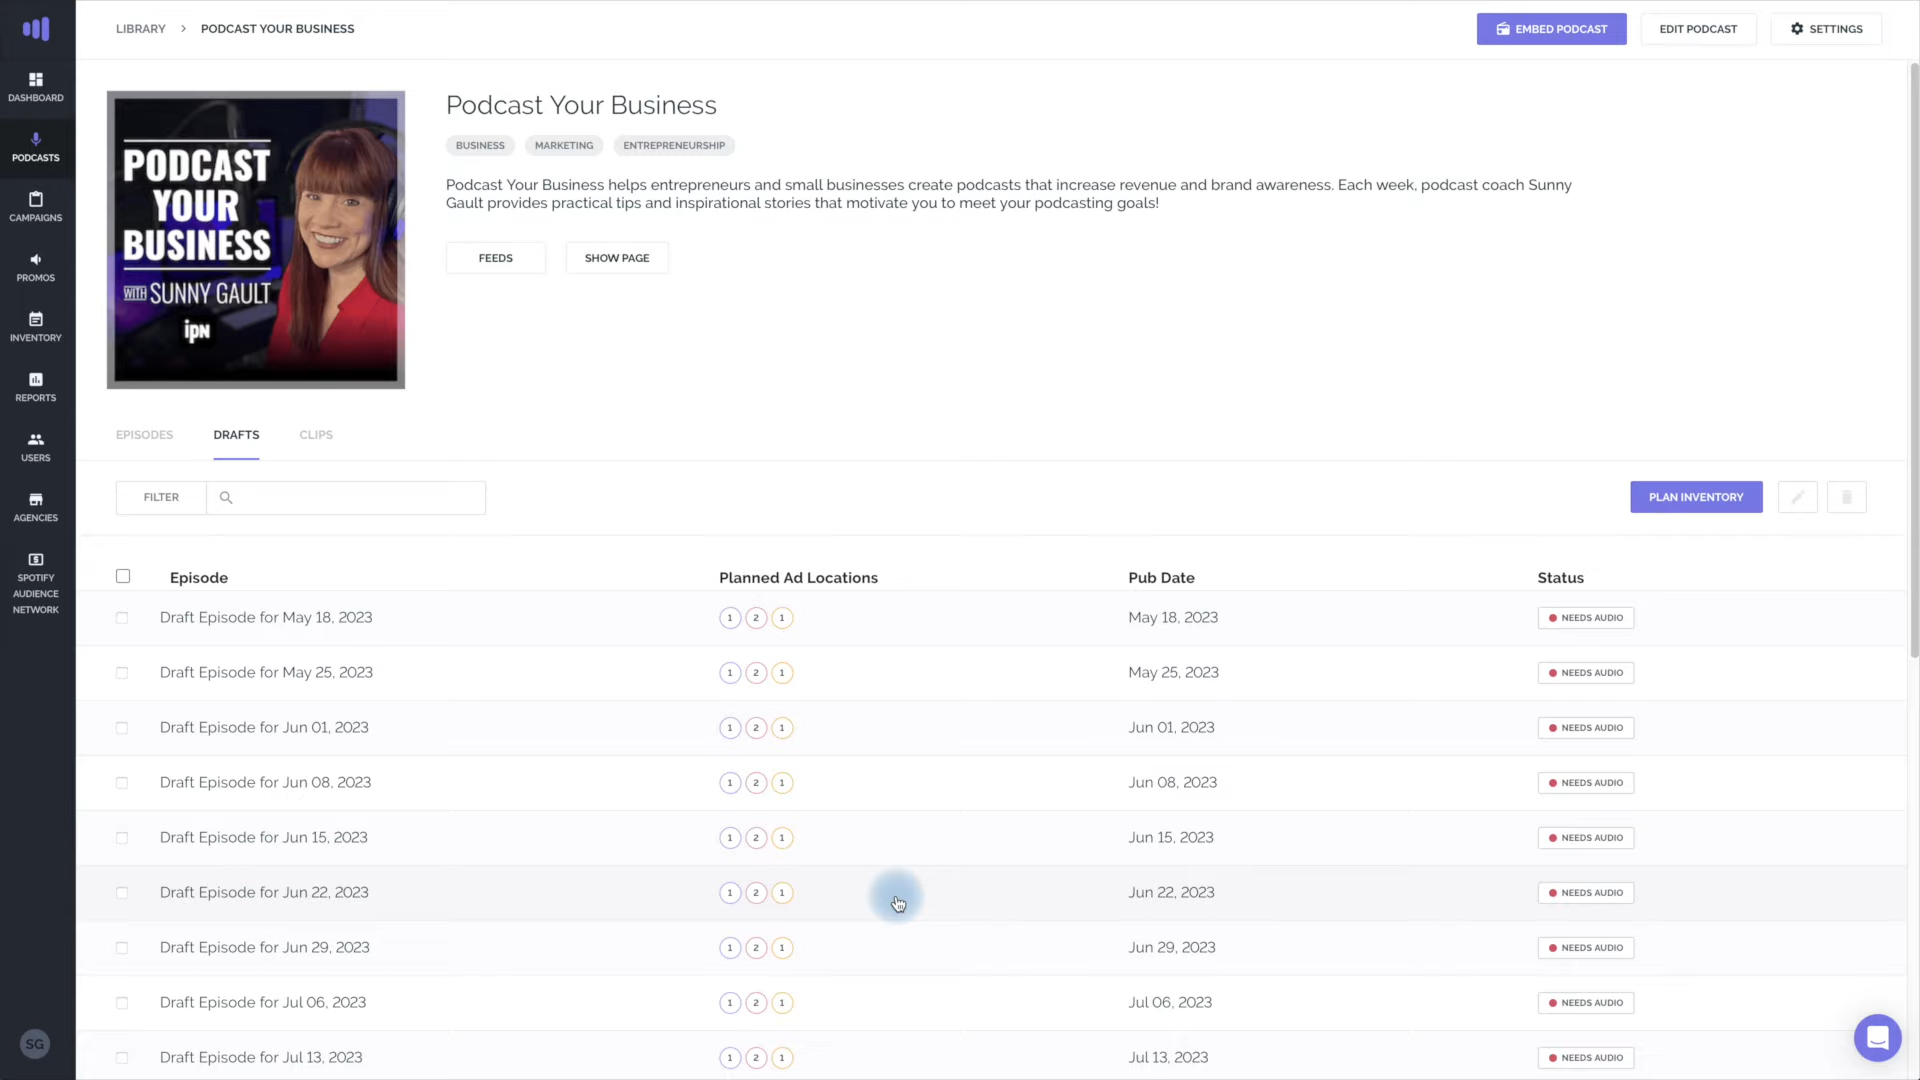 LIBRARY > PODCAST YOUR BUSINESS
EMBED PODCAST
EDIT PODCAST
SETTINGS
DASHBOARD
PODCASTS
CAMPAIGNS
PROMOS
INVENTORY
REPORTS
USERS
AGENCIES
SPOTIFY
AUDIENCE
NETWORK
SG
PODCAST
YOUR
BUSINESS
WITH SUNNY GAULT
ipn
Podcast Your Business
BUSINESS MARKETING ENTREPRENEURSHIP
Podcast Your Business helps entrepreneurs and small businesses create podcasts that increase revenue and brand awareness. Each week, podcast coach Sunny
Gault provides practical tips and inspirational stories that motivate you to meet your podcasting goals!
FEEDS SHOW PAGE
EPISODES DRAFTS CLIPS
FILTER
PLAN INVENTORY
Episode Planned Ad Locations Pub Date Status
Draft Episode for May 18, 2023 1 2 1 May 18, 2023 NEEDS AUDIO
Draft Episode for May 25, 2023 1 2 1 May 25, 2023 NEEDS AUDIO
Draft Episode for Jun 01, 2023 1 2 1 Jun 01, 2023 NEEDS AUDIO
Draft Episode for Jun 08, 2023 1 2 1 Jun 08, 2023 NEEDS AUDIO
Draft Episode for Jun 15, 2023 1 2 1 Jun 15, 2023 NEEDS AUDIO
Draft Episode for Jun 22, 2023 1 2 1 Jun 22, 2023 NEEDS AUDIO
Draft Episode for Jun 29, 2023 1 2 1 Jun 29, 2023 NEEDS AUDIO
Draft Episode for Jul 06, 2023 1 2 1 Jul 06, 2023 NEEDS AUDIO
Draft Episode for Jul 13, 2023 1 2 1 Jul 13, 2023 NEEDS AUDIO